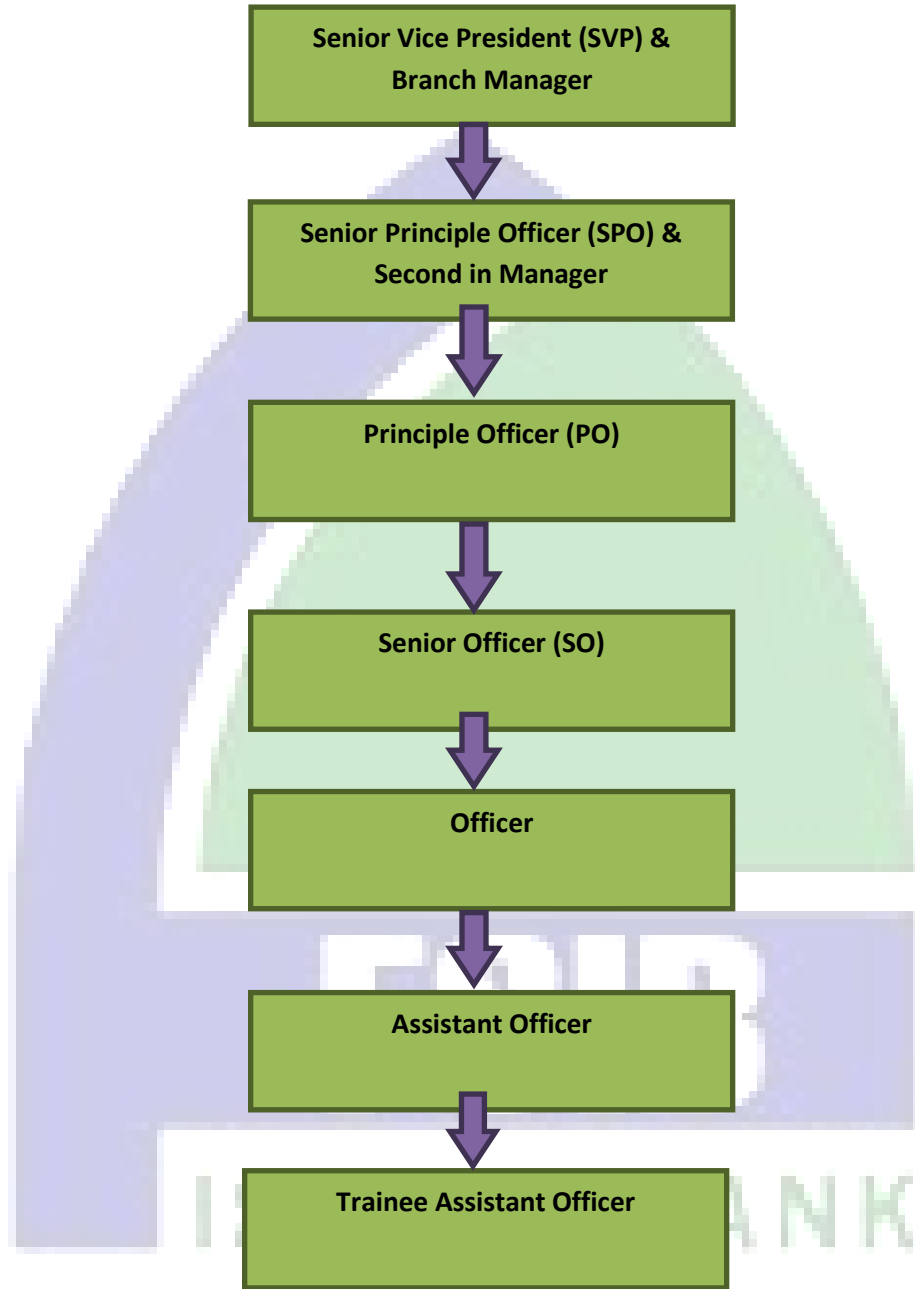 Senior Vice President (SVP) &
Branch Manager
Senior Principle Officer (SPO) &
Second in Manager
Principle Officer (PO)
Senior Officer (SO)
Officer
Assistant Officer
Trainee Assistant Officer